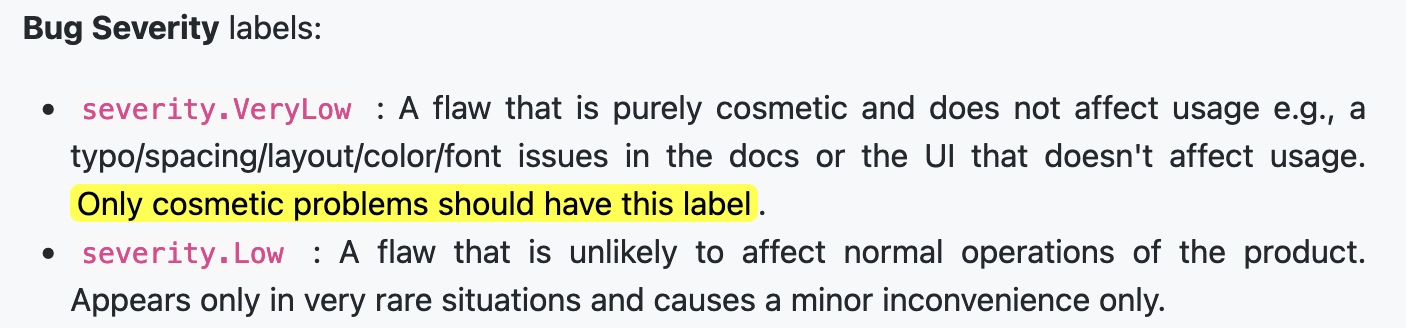 Bug Severity labels:
• severity.VeryLow : A flaw that is purely cosmetic and does not affect usage e.g., a
typo/spacing/layout/color/font issues in the docs or the UI that doesn't affect usage.
Only cosmetic problems should have this label.
• severity.Low : A flaw that is unlikely to affect normal operations of the product.
Appears only in very rare situations and causes a minor inconvenience only.